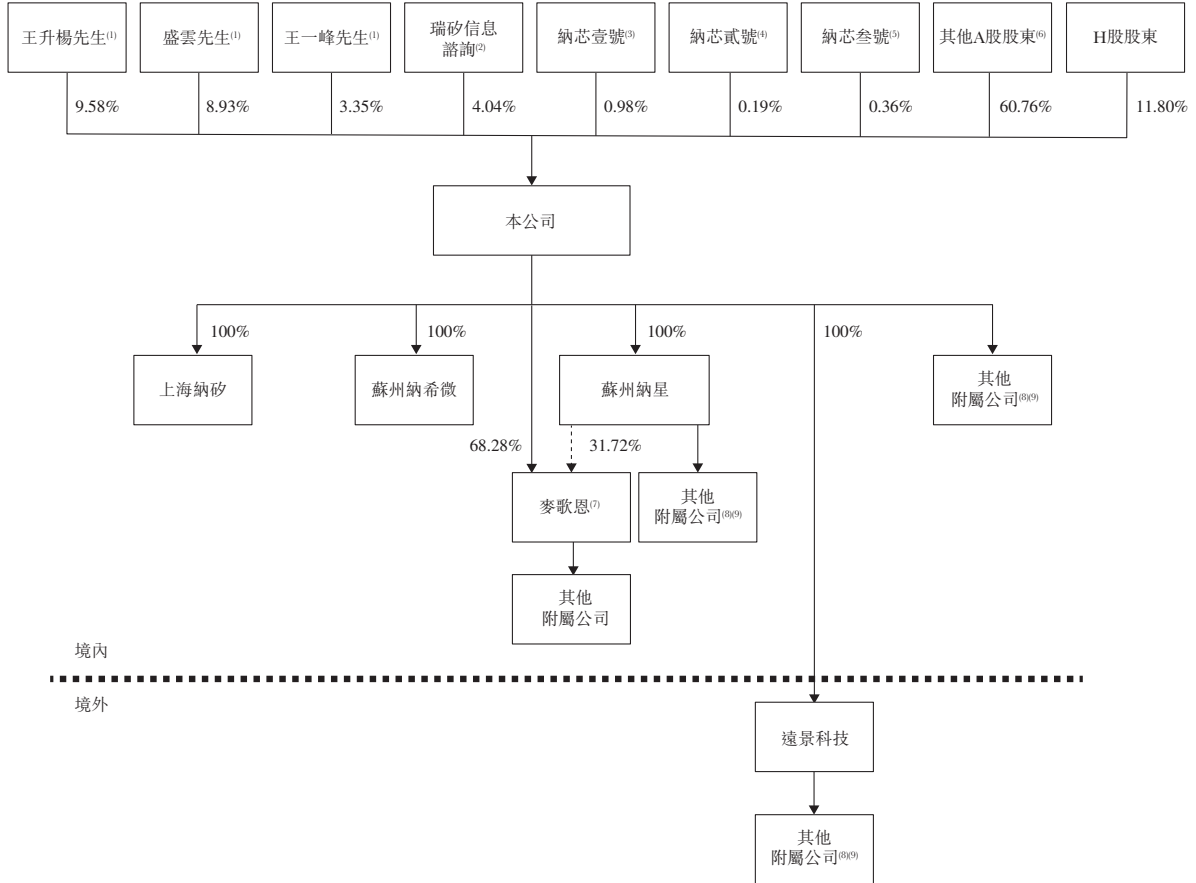 王升楊先生(1)
盛雲先生(1)
王一峰先生(1)
瑞矽信息
諮詢(2)
納芯壹號(3)
納芯貳號(4)
納芯叁號(5)
其他A股股東(6)
H股股東
9.58%
8.93%
3.35%
4.04%
0.98%
0.19%
0.36%
60.76%
11.80%
本公司
100%
100%
100%
100%
上海納矽
蘇州納希微
蘇州納星
其他
附屬公司(8)(9)
68.28%
31.72%
麥歌恩(7)
其他
附屬公司(8)(9)
其他
附屬公司
境內
境外
遠景科技
其他
附屬公司(8)(9)